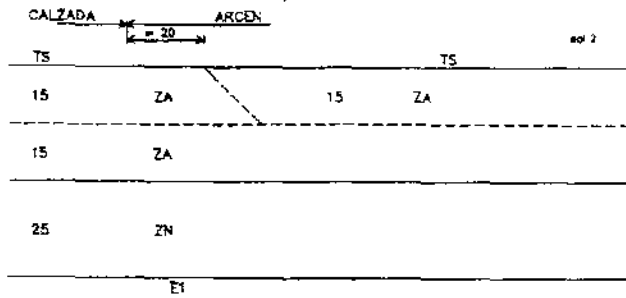 CALZADA ARCEN
= 20
sol 2
TS TS
15 ZA 15 ZA
15 ZA
25 ZN
E1